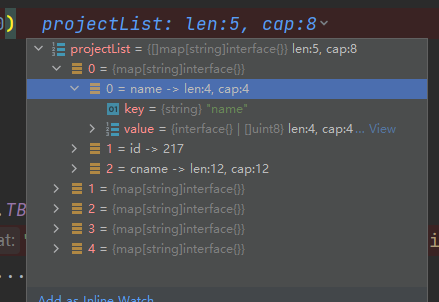 ) projectList: len:5, cap:8
projectList = {[]map[string]interface{}} len:5, cap:8
0 = {map[string]interface{}}
0 = name -> len:4, cap:4
01 key = {string} "name"
value = {interface{} | []uint8} len:4, cap:4... View
1 = id -> 217
2 = cname -> len:12, cap:12
1 = {map[string]interface{}}
2 = {map[string]interface{}}
3 = {map[string]interface{}}
4 = {map[string]interface{}}
.TB
at:
i
...
Add as Inline Watch